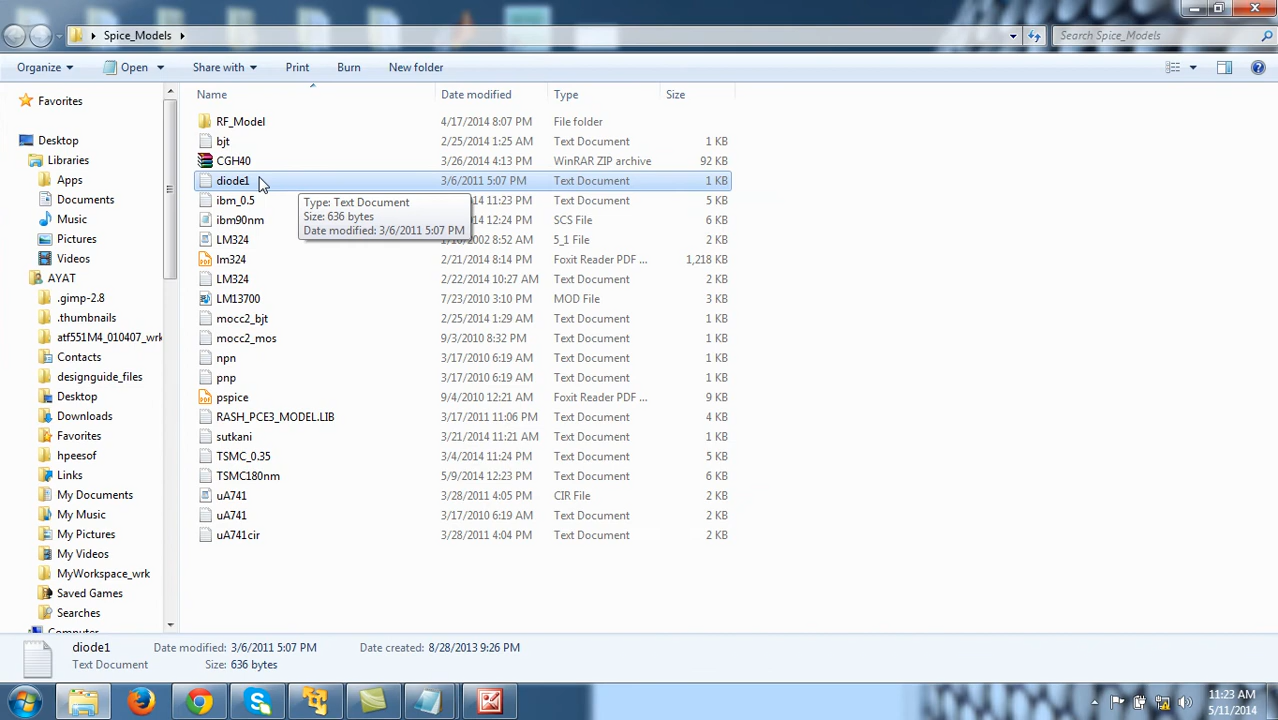 Spice_Models
Search Spice_Models
Organize Open Share with Print Burn New folder
Name Date modified Type Size
Favorites
Desktop
Libraries
Apps
Documents
Music
Pictures
Videos
AYAT
.gimp-2.8
.thumbnails
atf551M4_010407_wrk
Contacts
designguide_files
Desktop
Downloads
Favorites
hpeesof
Links
My Documents
My Music
My Pictures
My Videos
MyWorkspace_wrk
Saved Games
Searches
Computer
RF_Model 4/17/2014 8:07 PM File folder
bjt 2/25/2014 1:25 AM Text Document 1 KB
CGH40 3/26/2014 4:13 PM WinRAR ZIP archive 92 KB
diode1 3/6/2011 5:07 PM Text Document 1 KB
ibm_0.5 14 11:23 PM Text Document 5 KB
ibm90nm 14 12:24 PM SCS File 6 KB
LM324 2002 8:52 AM 5_1 File 2 KB
lm324 2/21/2014 8:14 PM Foxit Reader PDF ... 1,218 KB
LM324 2/22/2014 10:27 AM Text Document 2 KB
LM13700 7/23/2010 3:10 PM MOD File 3 KB
mocc2_bjt 2/25/2014 1:29 AM Text Document 1 KB
mocc2_mos 9/3/2010 8:32 PM Text Document 1 KB
npn 3/17/2010 6:19 AM Text Document 1 KB
pnp 3/17/2010 6:19 AM Text Document 1 KB
pspice 9/4/2010 12:21 AM Foxit Reader PDF ... 9 KB
RASH_PCE3_MODEL.LIB 3/17/2011 11:06 PM Text Document 4 KB
sutkani 3/21/2014 11:21 AM Text Document 1 KB
TSMC_0.35 3/4/2014 11:24 PM Text Document 5 KB
TSMC180nm 5/9/2014 12:23 PM Text Document 6 KB
uA741 3/28/2011 4:05 PM CIR File 2 KB
uA741 3/17/2010 6:19 AM Text Document 2 KB
uA741cir 3/28/2011 4:04 PM Text Document 2 KB
Type: Text Document
Size: 636 bytes
Date modified: 3/6/2011 5:07 PM
diode1 Date modified: 3/6/2011 5:07 PM Date created: 8/28/2013 9:26 PM
Text Document Size: 636 bytes
11:23 AM
5/11/2014